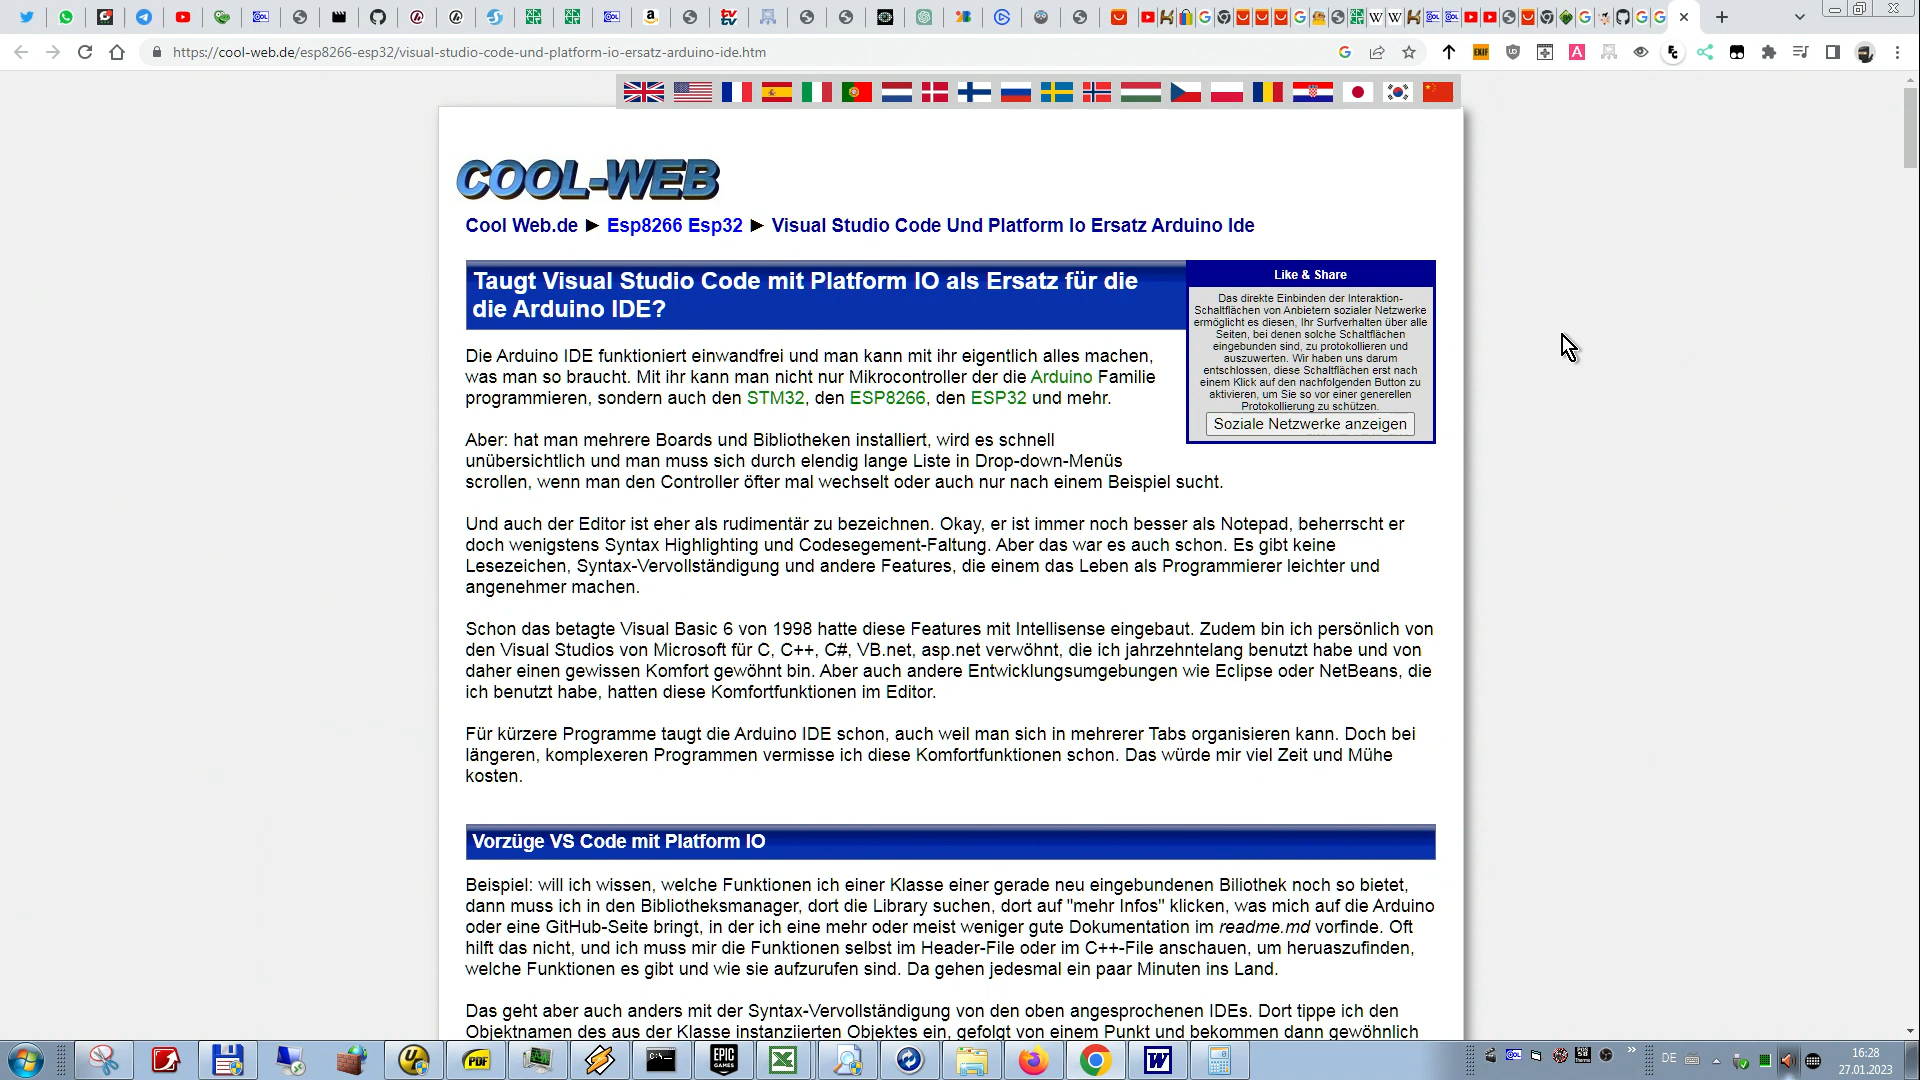 https://cool-web.de/esp8266-esp32/visual-studio-code-und-platform-io-ersatz-arduino-ide.htm
COOL-WEB
Cool Web.de ► Esp8266 Esp32 ► Visual Studio Code Und Platform Io Ersatz Arduino Ide
Taugt Visual Studio Code mit Platform IO als Ersatz für die
die Arduino IDE?
Like & Share
Das direkte Einbinden der Interaktion-
Schaltflächen von Anbietern sozialer Netzwerke
ermöglicht es diesen, Ihr Surfverhalten über alle
Seiten, bei denen solche Schaltflächen
eingebunden sind, zu protokollieren und
auszuwerten. Wir haben uns darum
entschlossen, diese Schaltflächen erst nach
einem Klick auf den nachfolgenden Button zu
aktivieren, um Sie so vor einer generellen
Protokollierung zu schützen.
Soziale Netzwerke anzeigen
Die Arduino IDE funktioniert einwandfrei und man kann mit ihr eigentlich alles machen,
was man so braucht. Mit ihr kann man nicht nur Mikrocontroller der die Arduino Familie
programmieren, sondern auch den STM32, den ESP8266, den ESP32 und mehr.
Aber: hat man mehrere Boards und Bibliotheken installiert, wird es schnell
unübersichtlich und man muss sich durch elendig lange Liste in Drop-down-Menüs
scrollen, wenn man den Controller öfter mal wechselt oder auch nur nach einem Beispiel sucht.
Und auch der Editor ist eher als rudimentär zu bezeichnen. Okay, er ist immer noch besser als Notepad, beherrscht er
doch wenigstens Syntax Highlighting und Codesegement-Faltung. Aber das war es auch schon. Es gibt keine
Lesezeichen, Syntax-Vervollständigung und andere Features, die einem das Leben als Programmierer leichter und
angenehmer machen.
Schon das betagte Visual Basic 6 von 1998 hatte diese Features mit Intellisense eingebaut. Zudem bin ich persönlich von
den Visual Studios von Microsoft für C, C++, C#, VB.net, asp.net verwöhnt, die ich jahrzehntelang benutzt habe und von
daher einen gewissen Komfort gewöhnt bin. Aber auch andere Entwicklungsumgebungen wie Eclipse oder NetBeans, die
ich benutzt habe, hatten diese Komfortfunktionen im Editor.
Für kürzere Programme taugt die Arduino IDE schon, auch weil man sich in mehrerer Tabs organisieren kann. Doch bei
längeren, komplexeren Programmen vermisse ich diese Komfortfunktionen schon. Das würde mir viel Zeit und Mühe
kosten.
Vorzüge VS Code mit Platform IO
Beispiel: will ich wissen, welche Funktionen ich einer Klasse einer gerade neu eingebundenen Biliothek noch so bietet,
dann muss ich in den Bibliotheksmanager, dort die Library suchen, dort auf "mehr Infos" klicken, was mich auf die Arduino
oder eine GitHub-Seite bringt, in der ich eine mehr oder meist weniger gute Dokumentation im readme.md vorfinde. Oft
hilft das nicht, und ich muss mir die Funktionen selbst im Header-File oder im C++-File anschauen, um heruaszufinden,
welche Funktionen es gibt und wie sie aufzurufen sind. Da gehen jedesmal ein paar Minuten ins Land.
Das geht aber auch anders mit der Syntax-Vervollständigung von den oben angesprochenen IDEs. Dort tippe ich den
Objektnamen des aus der Klasse instanziierten Objektes ein, gefolgt von einem Punkt und bekommen dann gewöhnlich
PDF
EPIC
GAMES
DE
16:28
27.01.2023